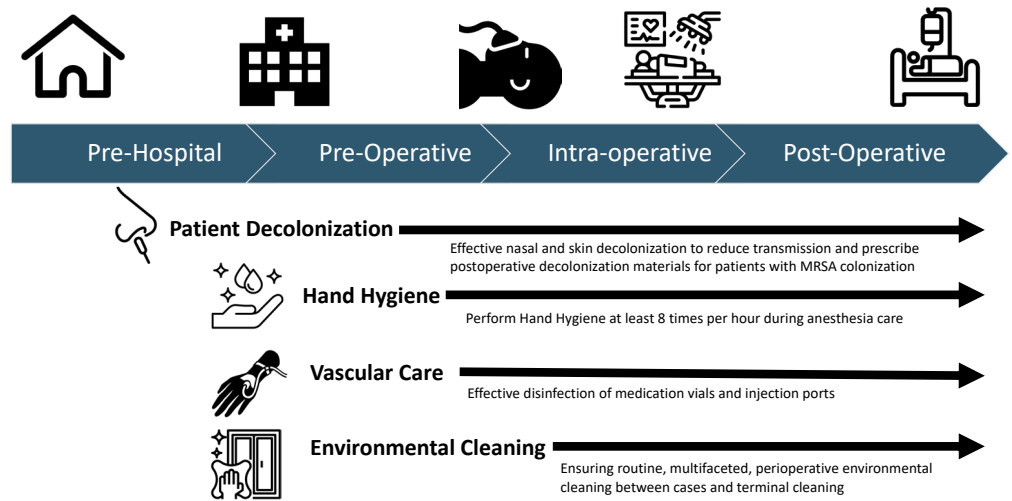 Pre-Hospital
Pre-Operative
Intra-operative
Post-Operative
Patient Decolonization
Effective nasal and skin decolonization to reduce transmission and prescribe
postoperative decolonization materials for patients with MRSA colonization
Hand Hygiene
Perform Hand Hygiene at least 8 times per hour during anesthesia care
Vascular Care
Effective disinfection of medication vials and injection ports
Environmental Cleaning
Ensuring routine, multifaceted, perioperative environmental
cleaning between cases and terminal cleaning